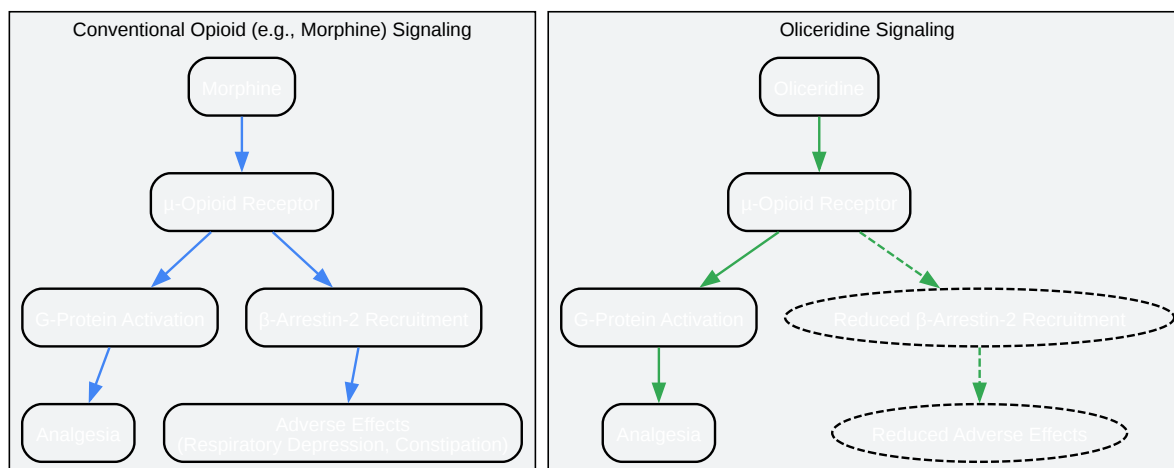 Conventional Opioid (e.g., Morphine) Signaling
Morphine
μ-Opioid Receptor
G-Protein Activation
β-Arrestin-2 Recruitment
Analgesia
Adverse Effects
(Respiratory Depression, Constipation)
Oliceridine Signaling
Oliceridine
μ-Opioid Receptor
G-Protein Activation
Reduced β-Arrestin-2 Recruitment
Analgesia
Reduced Adverse Effects